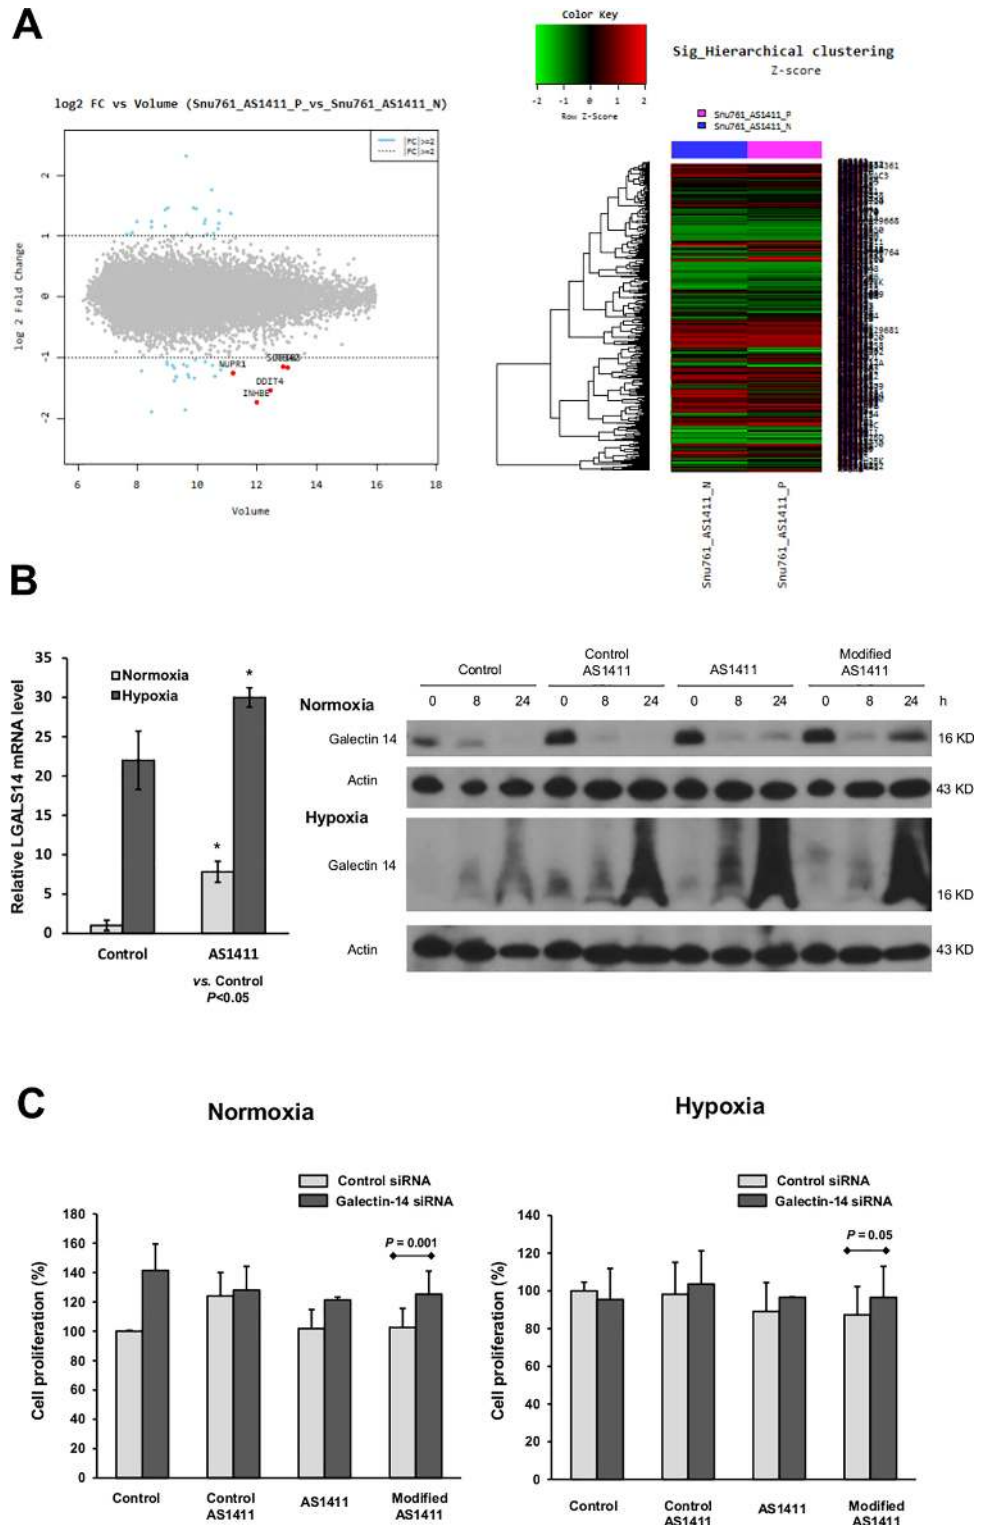 A
Color Key
-2 -1 0 1 2
Row Z-Score
Sig_Hierarchical clustering
Z-score
Snu761_AS1411_P
Snu761_AS1411_N
log2 FC vs Volume (Snu761_AS1411_P_vs_Snu761_AS1411_N)
|FC|>=2
|FC|>=2
log 2 Fold Change
2
1
0
-1
-2
NUPR1
DDIT4
INHBE
6 8 10 12 14 16 18
Volume
Snu761_AS1411_N
Snu761_AS1411_P
B
Relative LGALS14 mRNA level
35
30
25
20
15
10
5
0
Normoxia
Hypoxia
*
*
Control AS1411
vs. Control
P<0.05
Control
Control
AS1411
AS1411
Modified
AS1411
Normoxia
0 8 24 0 8 24 0 8 24 0 8 24 h
Galectin 14
16 KD
Actin
43 KD
Hypoxia
Galectin 14
16 KD
Actin
43 KD
C
Normoxia
Control siRNA
Galectin-14 siRNA
Cell proliferation (%)
180
160
140
120
100
80
60
40
20
0
P = 0.001
Control
Control
AS1411
AS1411
Modified
AS1411
Hypoxia
Control siRNA
Galectin-14 siRNA
Cell proliferation (%)
140
120
100
80
60
40
20
0
P = 0.05
Control
Control
AS1411
AS1411
Modified
AS1411